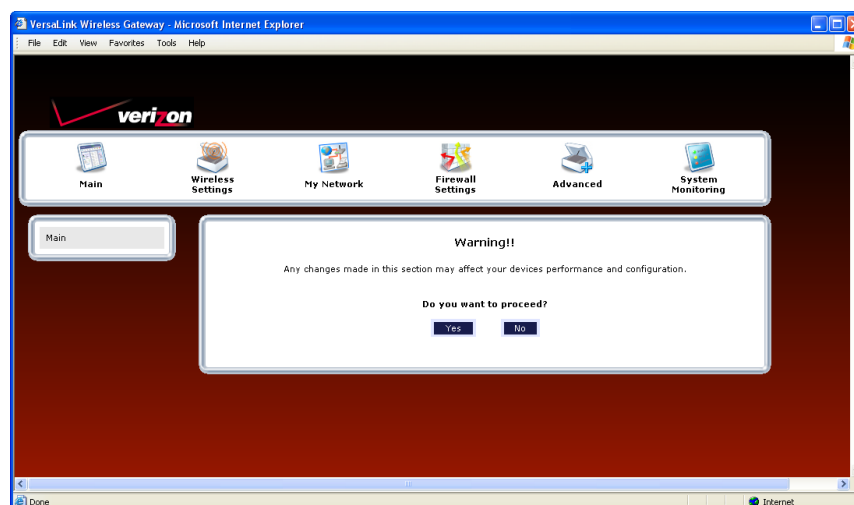 VersaLink Wireless Gateway - Microsoft Internet Explorer
File Edit View Favorites Tools Help
verizon
Main
Wireless Settings
My Network
Firewall Settings
Advanced
System Monitoring
Main
Warning!!
Any changes made in this section may affect your devices performance and configuration.
Do you want to proceed?
Yes No
Done Internet